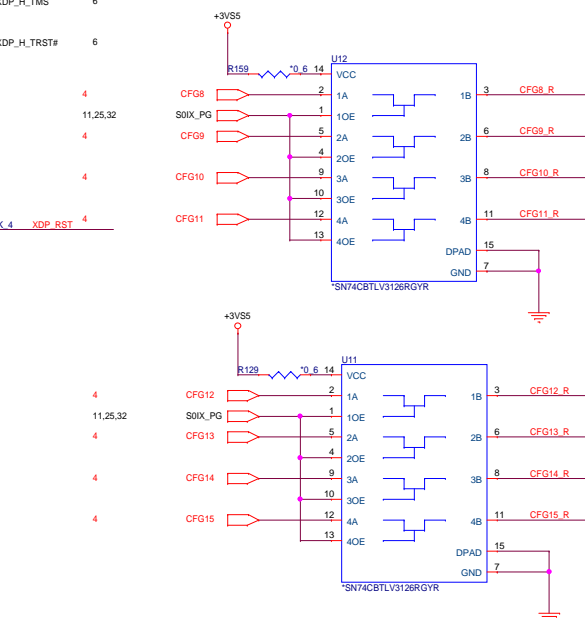 XDP_H_TMS 6
XDP_H_TRST# 6
K_4 XDP_RST
+3VS5
R159 *0_6 14 U12 VCC
4 CFG8 2 1A 1B 3 CFG8_R
11,25,32 S0IX_PG 1 1OE
4 CFG9 5 2A 2B 6 CFG9_R
4 2OE
4 CFG10 9 3A 3B 8 CFG10_R
10 3OE
4 CFG11 12 4A 4B 11 CFG11_R
13 4OE
DPAD 15
GND 7
*SN74CBTLV3126RGYR
+3VS5
R129 *0_6 14 U11 VCC
4 CFG12 2 1A 1B 3 CFG12_R
11,25,32 S0IX_PG 1 1OE
4 CFG13 5 2A 2B 6 CFG13_R
4 2OE
4 CFG14 9 3A 3B 8 CFG14_R
10 3OE
4 CFG15 12 4A 4B 11 CFG15_R
13 4OE
DPAD 15
GND 7
*SN74CBTLV3126RGYR